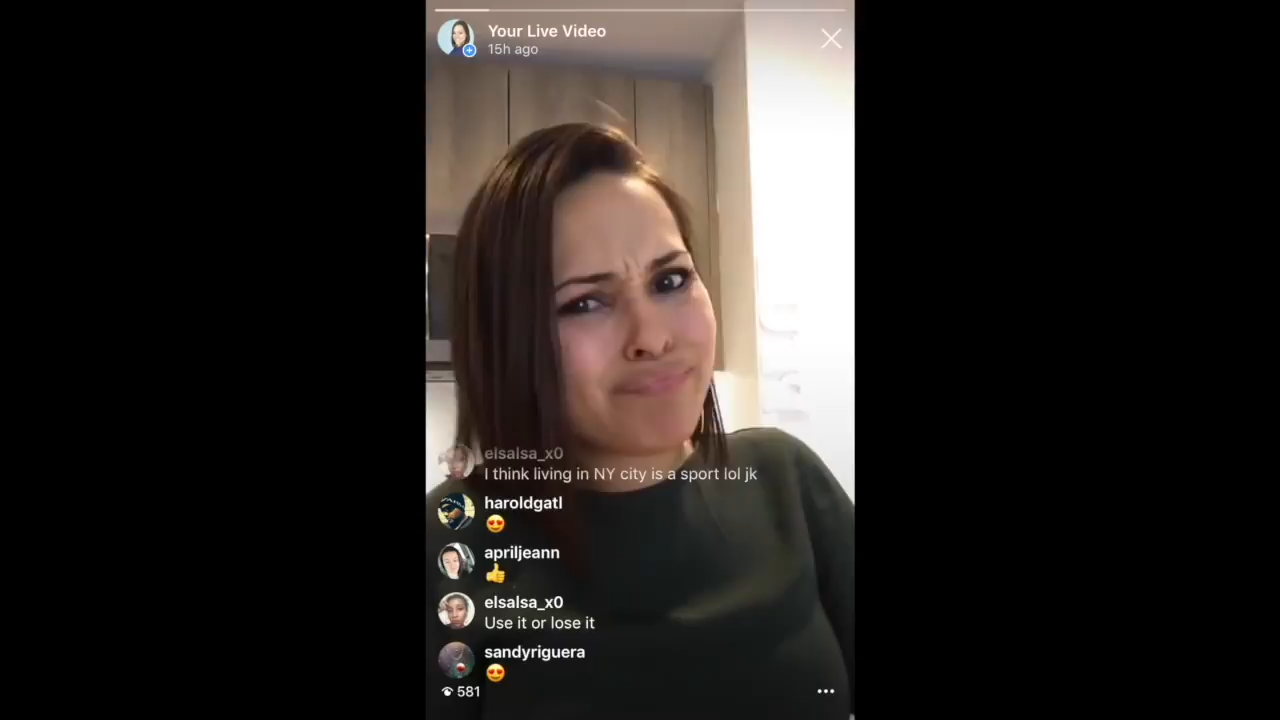 Your Live Video
15h ago
elsalsa_x0
I think living in NY city is a sport lol jk
haroldgatl
😍
apriljeann
👍
elsalsa_x0
Use it or lose it
sandyriguera
😍
581